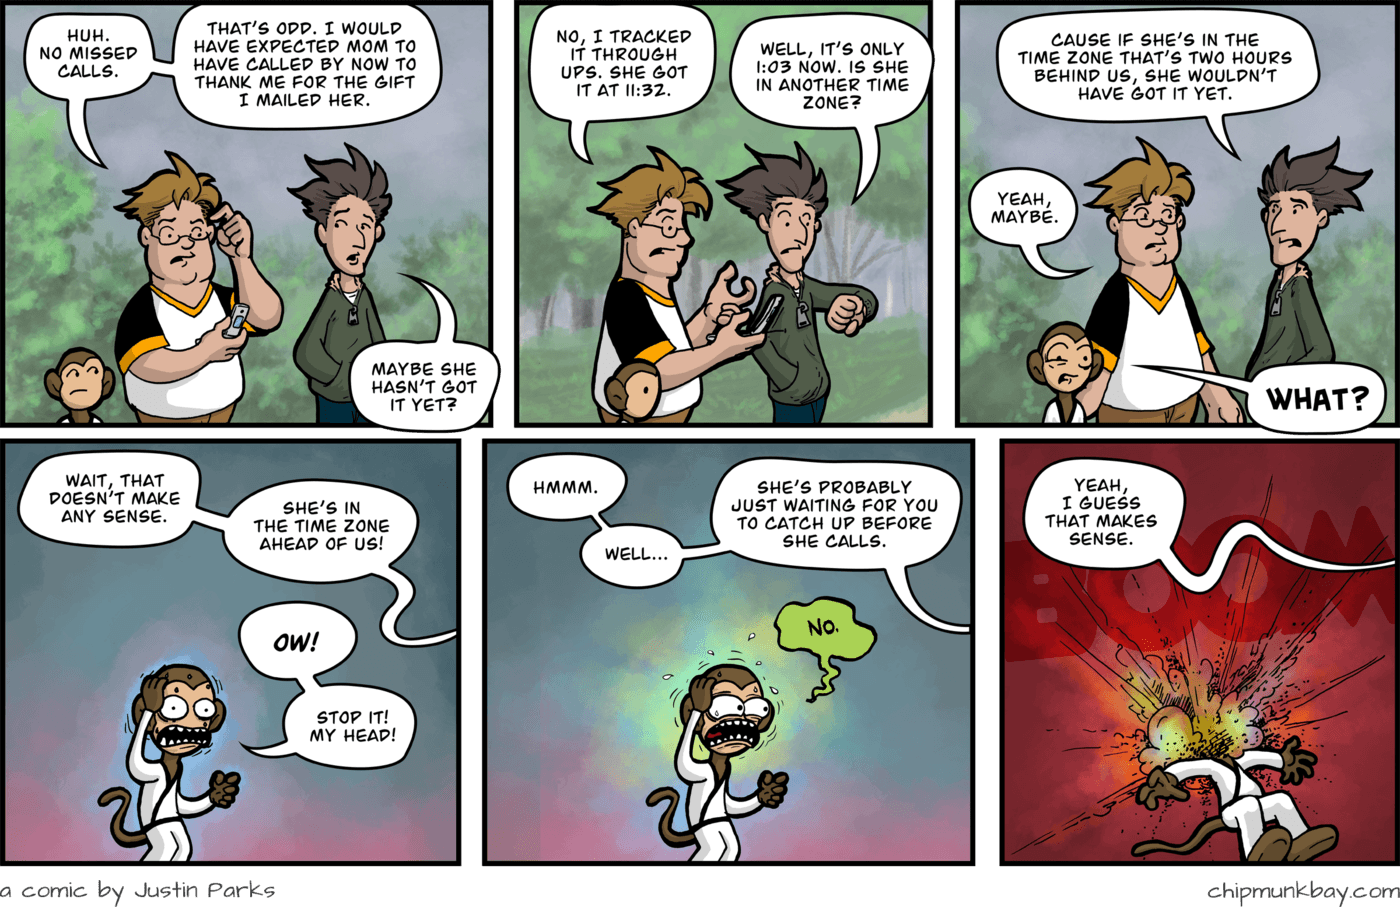 HUH.
NO MISSED
CALLS.
THAT'S ODD. I WOULD
HAVE EXPECTED MOM TO
HAVE CALLED BY NOW TO
THANK ME FOR THE GIFT
I MAILED HER.
MAYBE SHE
HASN'T GOT
IT YET?
NO, I TRACKED
IT THROUGH
UPS. SHE GOT
IT AT 11:32.
WELL, IT'S ONLY
1:03 NOW. IS SHE
IN ANOTHER TIME
ZONE?
CAUSE IF SHE'S IN THE
TIME ZONE THAT'S TWO HOURS
BEHIND US, SHE WOULDN'T
HAVE GOT IT YET.
YEAH,
MAYBE.
WHAT?
WAIT, THAT
DOESN'T MAKE
ANY SENSE.
SHE'S IN
THE TIME ZONE
AHEAD OF US!
OW!
STOP IT!
MY HEAD!
HMMM.
WELL...
SHE'S PROBABLY
JUST WAITING FOR YOU
TO CATCH UP BEFORE
SHE CALLS.
NO.
YEAH,
I GUESS
THAT MAKES
SENSE.
BOOM
a comic by Justin Parks
chipmunkbay.com